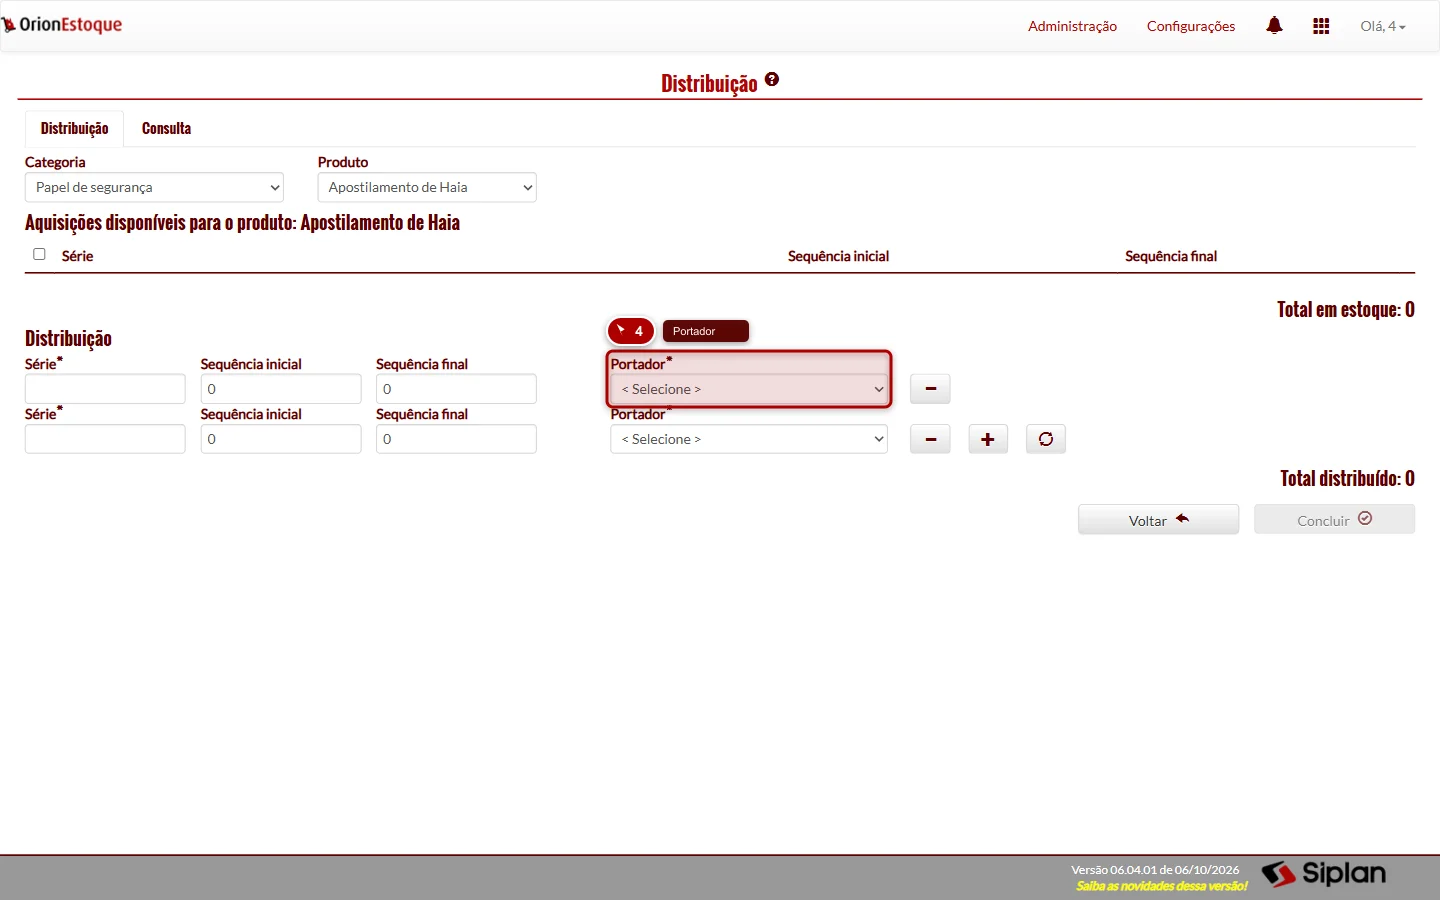 OrionEstoque
Administração Configurações Olá, 4
Distribuição
Distribuição Consulta
Categoria Produto
Papel de segurança Apostilamento de Haia
Aquisições disponíveis para o produto: Apostilamento de Haia
Série Sequência inicial Sequência final
Total em estoque: 0
4 Portador
Distribuição
Série* Sequência inicial Sequência final Portador*
0 0 < Selecione >
Série* Sequência inicial Sequência final Portador*
0 0 < Selecione >
Total distribuído: 0
Voltar Concluir
Versão 06.04.01 de 06/10/2026
Saiba as novidades dessa versão!
Siplan